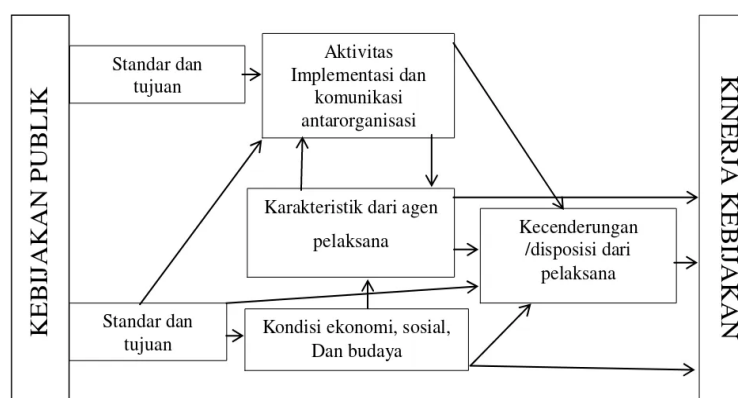 KEBIJAKAN PUBLIK
Standar dan
tujuan
Aktivitas
Implementasi dan
komunikasi
antarorganisasi
Karakteristik dari agen
pelaksana
Kecenderungan
/disposisi dari
pelaksana
Standar dan
tujuan
Kondisi ekonomi, sosial,
Dan budaya
KINERJA KEBIJAKAN